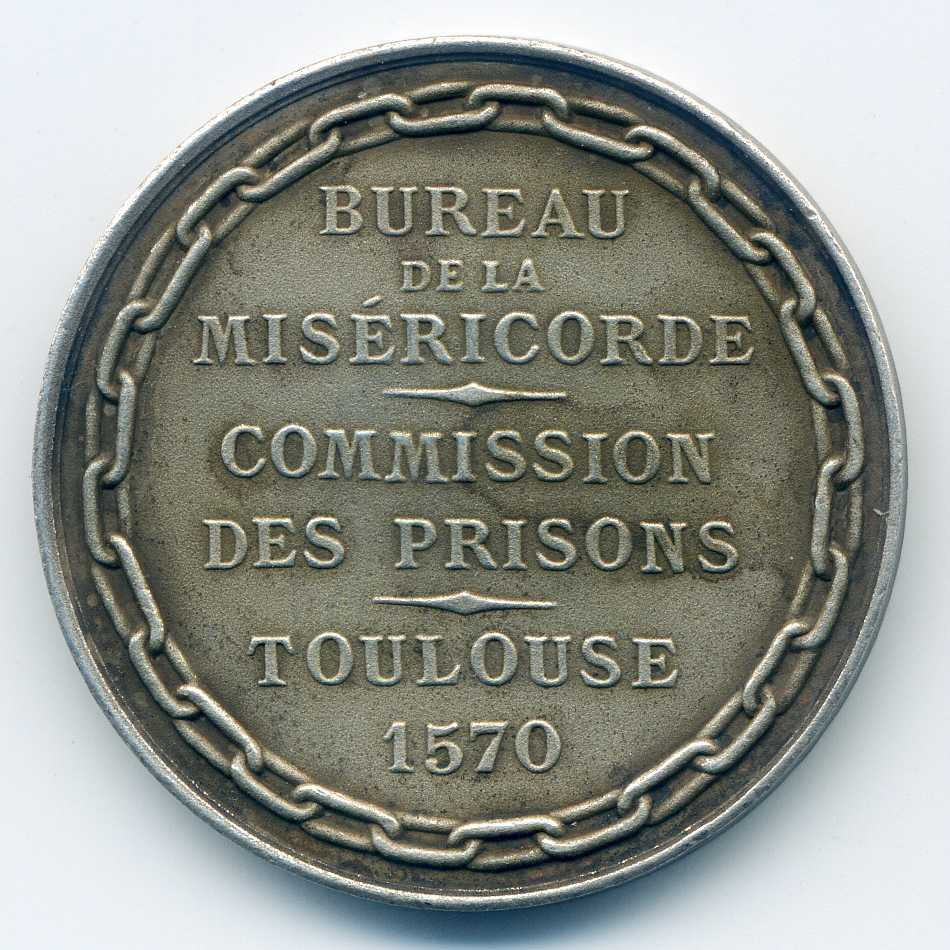 BUREAU
DE LA
MISÉRICORDE
COMMISSION
DES PRISONS
TOULOUSE
1570